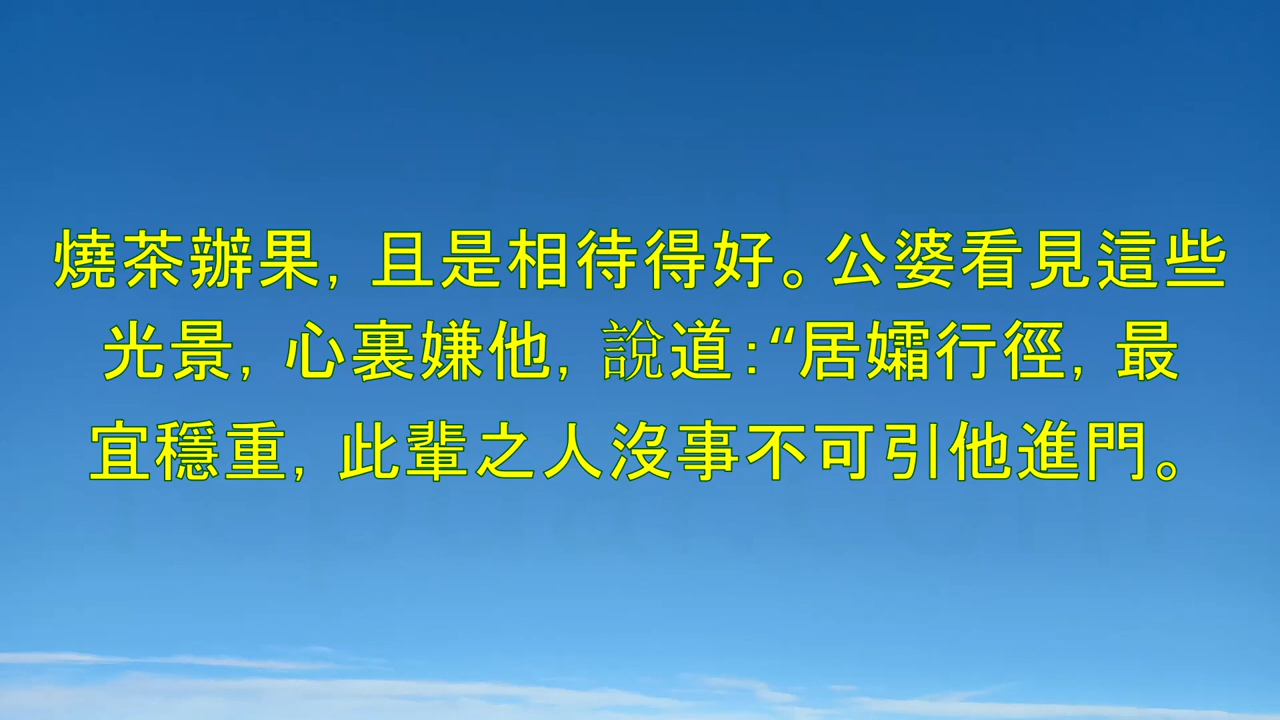 燒茶辦果，且是相待得好。公婆看見這些
光景，心裏嫌他，說道：“居孀行徑，最
宜穩重，此輩之人沒事不可引他進門。